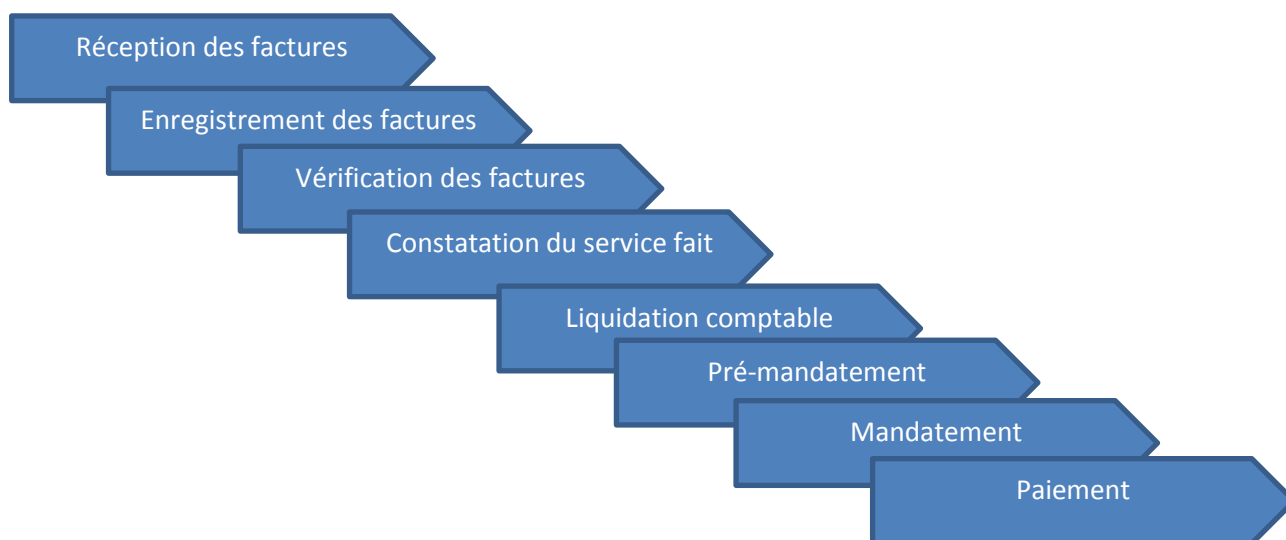 Réception des factures
Enregistrement des factures
Vérification des factures
Constatation du service fait
Liquidation comptable
Pré-mandatement
Mandatement
Paiement